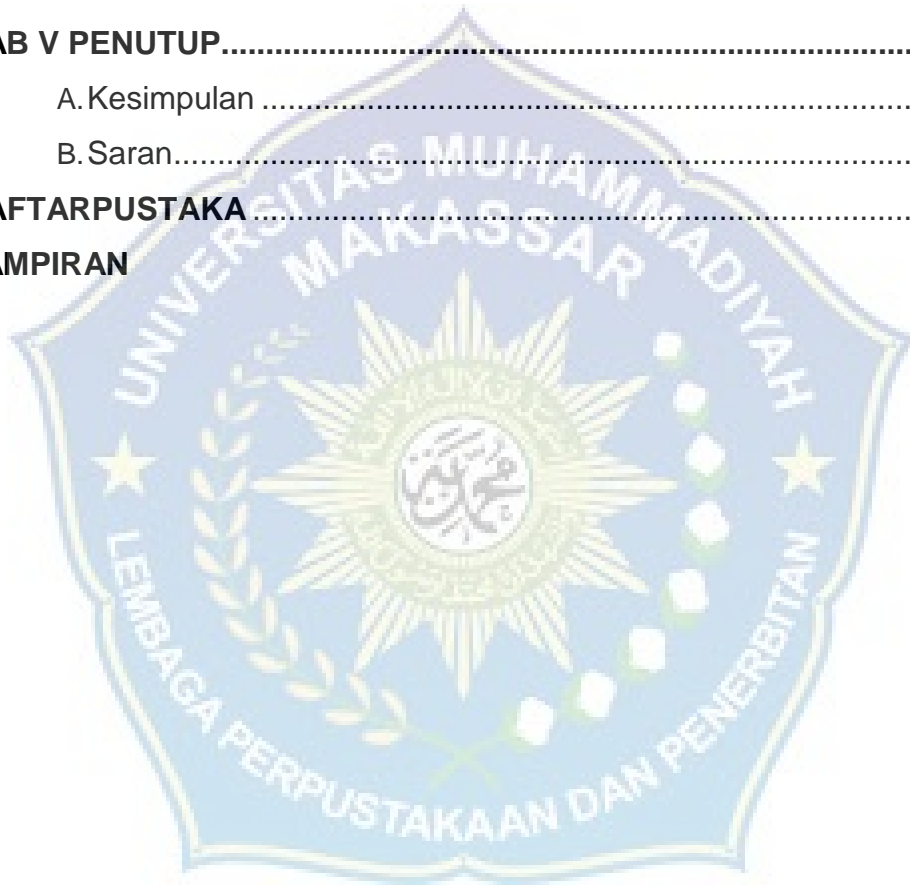 AB V PENUTUP................................................................................
A.Kesimpulan ................................................................................
B.Saran................................................................................
AFTARPUSTAKA ................................................................................
AMPIRAN
UNIVERSITAS MUHAMMADIYAH
MAKASSAR
LEMBAGA PERPUSTAKAAN DAN PENERBITAN